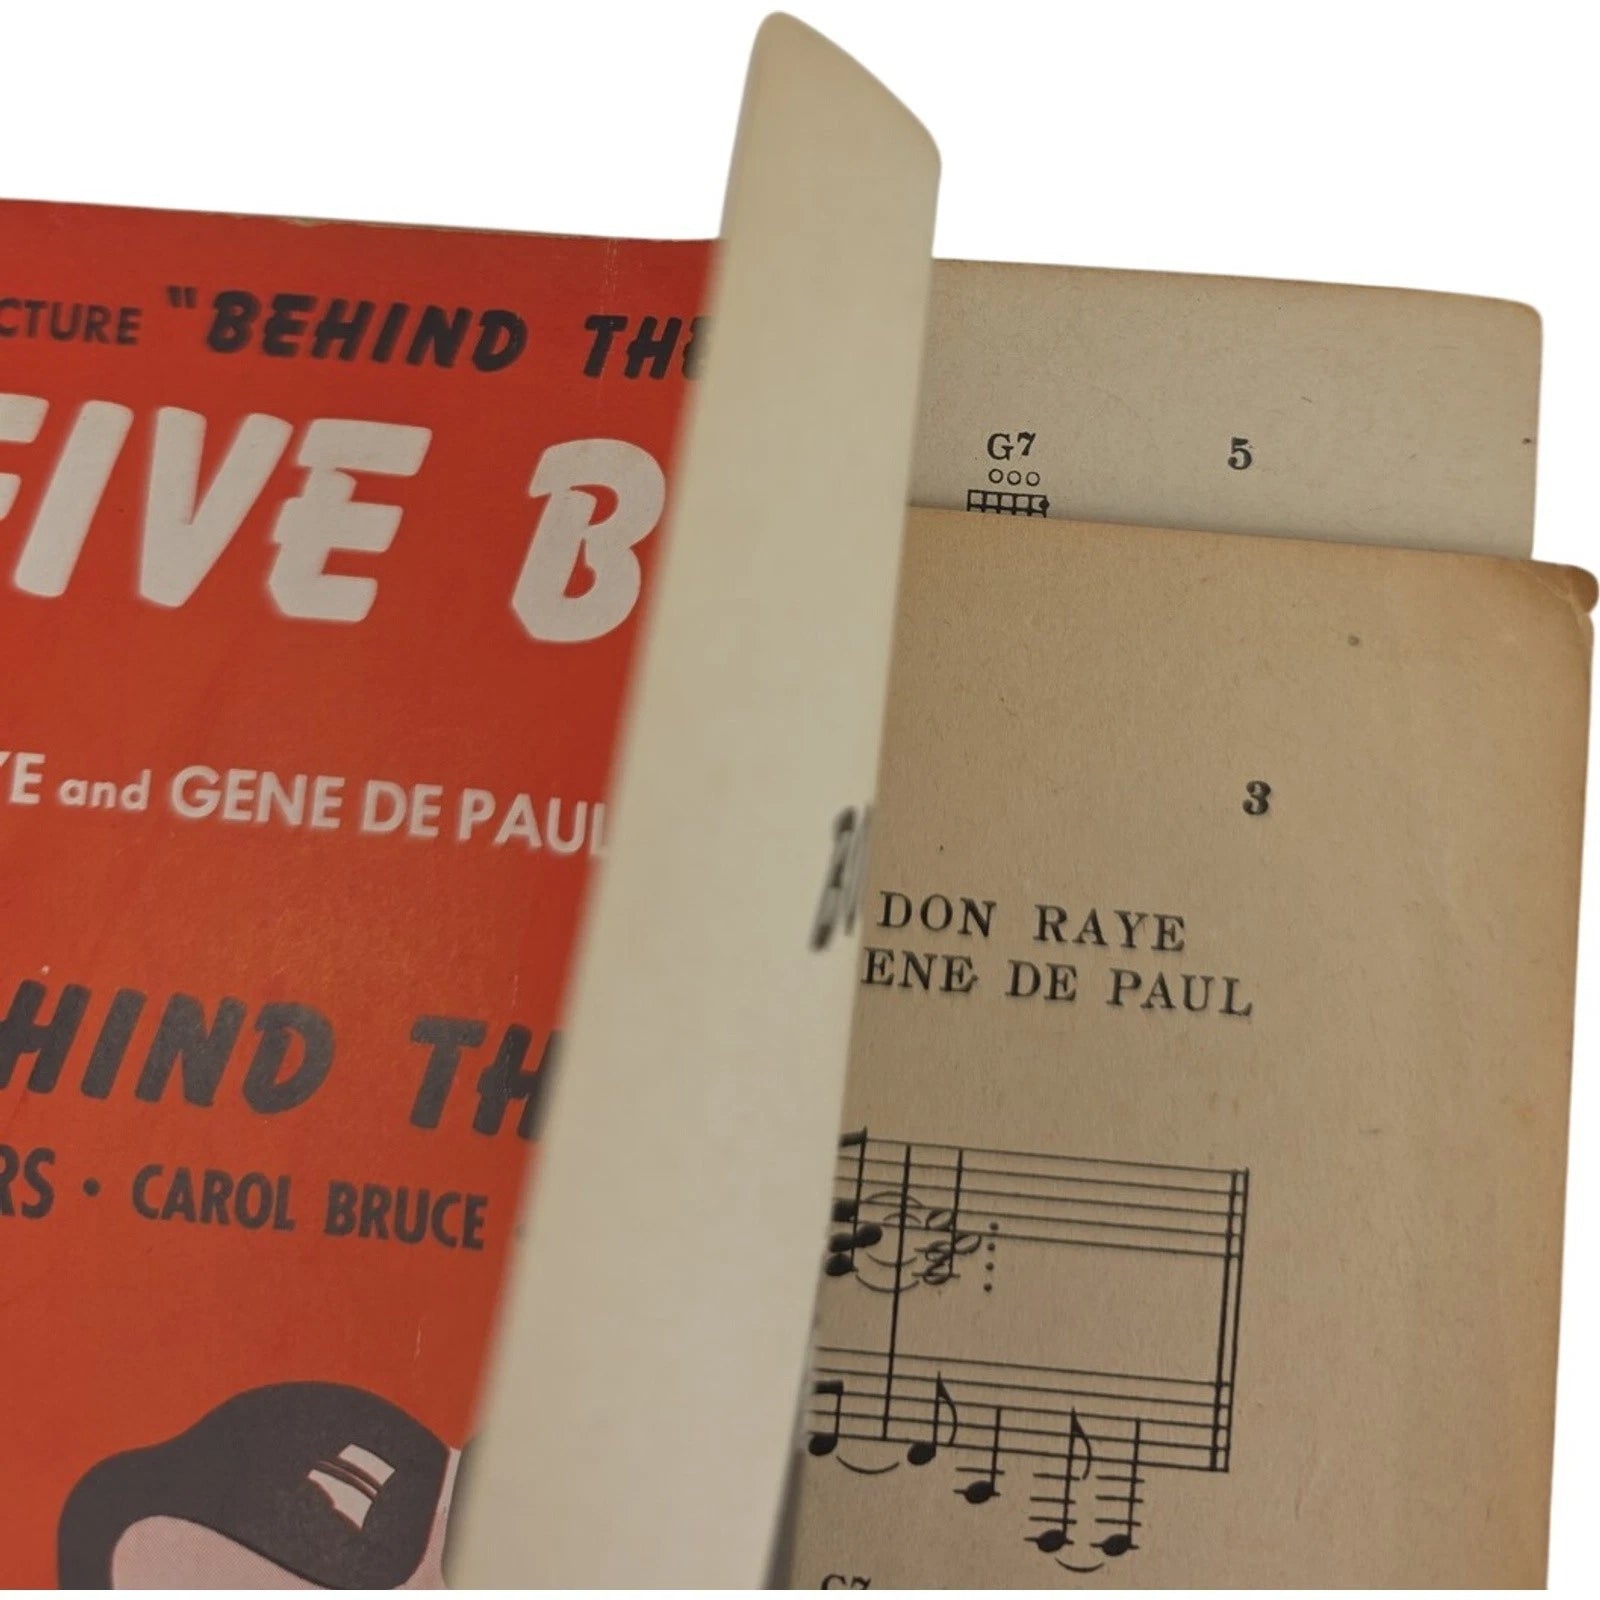 CTURE "BEHIND THE
FIVE B
YE and GENE DE PAUL
HIND TH
RS · CAROL BRUCE
G7 5
3
DON RAYE
ENE DE PAUL
G7